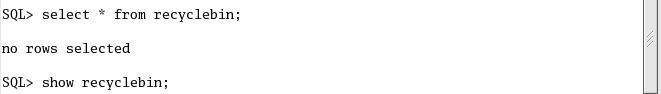 SQL> select * from recyclebin;
no rows selected
SQL> show recyclebin;